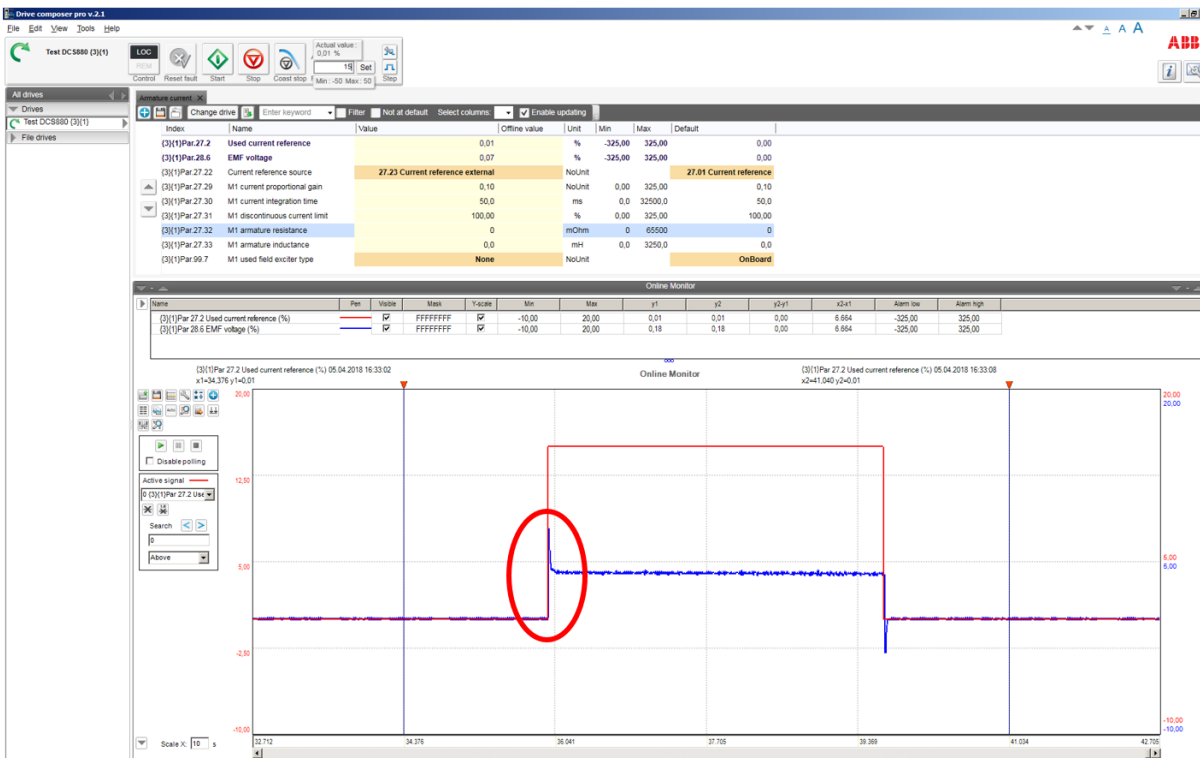 Drive composer pro v.2.1
File Edit View Tools Help
A A A
ABB
Test DCS880 {3}{1}
LOC
REM
Control Reset fault Start Stop Coast stop Step
Actual value:
0,01 %
15 Set
Min: -50 Max: 50
All drives
Drives
Test DCS880 {3}{1}
File drives
Armature current X
Change drive Enter keyword Filter Not at default Select columns: Enable updating
Index Name Value Offline value Unit Min Max Default
{3}{1}Par.27.2 Used current reference 0,01 % -325,00 325,00 0,00
{3}{1}Par.28.6 EMF voltage 0,07 % -325,00 325,00 0,00
{3}{1}Par.27.22 Current reference source 27.23 Current reference external NoUnit 27.01 Current reference
{3}{1}Par.27.29 M1 current proportional gain 0,10 NoUnit 0,00 325,00 0,10
{3}{1}Par.27.30 M1 current integration time 50,0 ms 0,0 32500,0 50,0
{3}{1}Par.27.31 M1 discontinuous current limit 100,00 % 0,00 325,00 100,00
{3}{1}Par.27.32 M1 armature resistance 0 mOhm 0 65500 0
{3}{1}Par.27.33 M1 armature inductance 0,0 mH 0,0 3250,0 0,0
{3}{1}Par.99.7 M1 used field exciter type None NoUnit OnBoard
Online Monitor
Name Pen Visible Mask Y-scale Min Max y1 y2 y2-y1 x2-x1 Alarm low Alarm high
{3}{1}Par 27.2 Used current reference (%) FFFFFFFF -10,00 20,00 0,01 0,01 0,00 6.664 -325,00 325,00
{3}{1}Par 28.6 EMF voltage (%) FFFFFFFF -10,00 20,00 0,18 0,18 0,00 6.664 -325,00 325,00
{3}{1}Par 27.2 Used current reference (%) 05.04.2018 16:33:02
x1=34.376 y1=0,01
Online Monitor
{3}{1}Par 27.2 Used current reference (%) 05.04.2018 16:33:08
x2=41.040 y2=0,01
20,00
12,50
5,00
-2,50
-10,00
20,00
20,00
5,00
5,00
-10,00
-10,00
Disable polling
Active signal
0 {3}{1}Par 27.2 Use
Search
0
Above
Scale X: 10 s
32.712 34.376 36.041 37.705 39.369 41.034 42.705